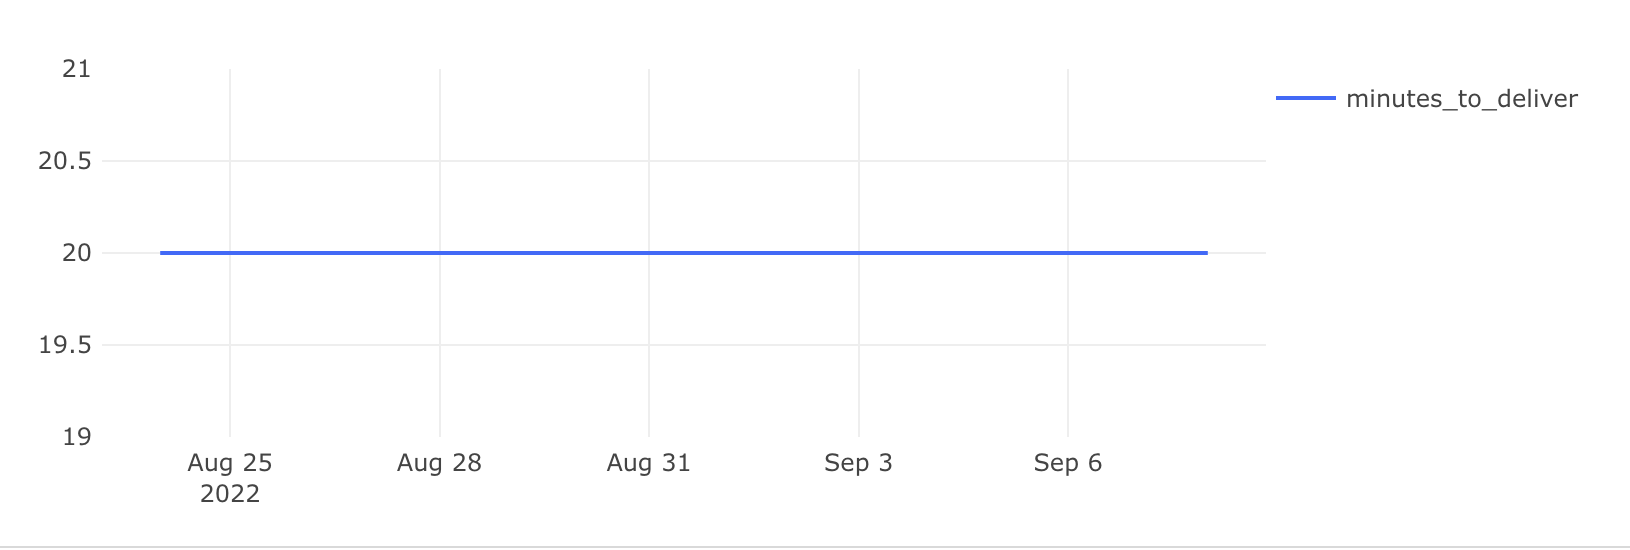 21
20.5
20
19.5
19
Aug 25
2022
Aug 28
Aug 31
Sep 3
Sep 6
minutes_to_deliver